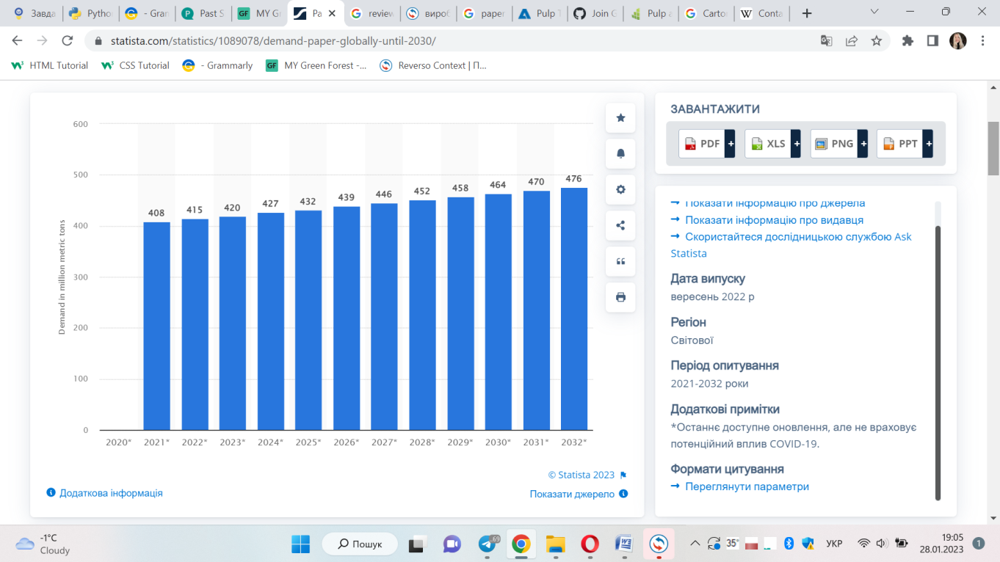 Завда
Python
- Gran
Past S
MY Gr
Pa
review
вироб
paper
Pulp T
Join G
Pulp a
Carto
Conta
statista.com/statistics/1089078/demand-paper-globally-until-2030/
HTML Tutorial
CSS Tutorial
- Grammarly
GF MY Green Forest -...
Reverso Context | П...
Demand in million metric tons
600
500
400
300
200
100
0
408
415
420
427
432
439
446
452
458
464
470
476
2020*
2021*
2022*
2023*
2024*
2025*
2026*
2027*
2028*
2029*
2030*
2031*
2032*
© Statista 2023
Додаткова інформація
Показати джерело
ЗАВАНТАЖИТИ
PDF +
XLS +
PNG +
PPT +
→ Показати інформацію про джерела
→ Показати інформацію про видавця
→ Скористайтеся дослідницькою службою Ask
Statista
Дата випуску
вересень 2022 р
Регіон
Світової
Період опитування
2021-2032 роки
Додаткові примітки
*Останнє доступне оновлення, але не враховує
потенційний вплив COVID-19.
Формати цитування
→ Переглянути параметри
-1°C
Cloudy
Пошук
69
35°
УКР
19:05
28.01.2023
1